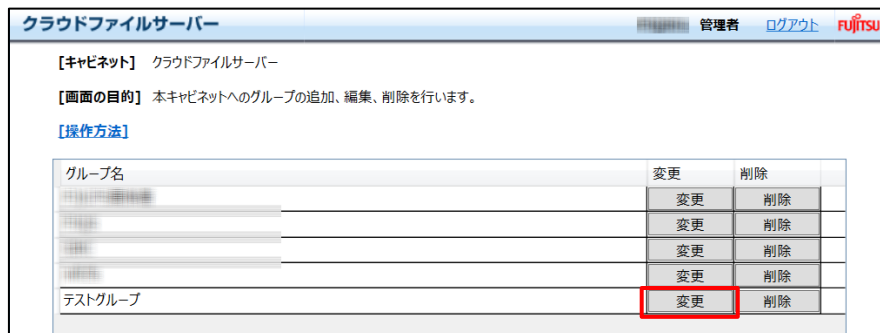 クラウドファイルサーバー 管理者 ログアウト FUJITSU
[キャビネット] クラウドファイルサーバー
[画面の目的] 本キャビネットへのグループの追加、編集、削除を行います。
[操作方法]
グループ名 変更 削除
変更 削除
変更 削除
変更 削除
変更 削除
テストグループ 変更 削除